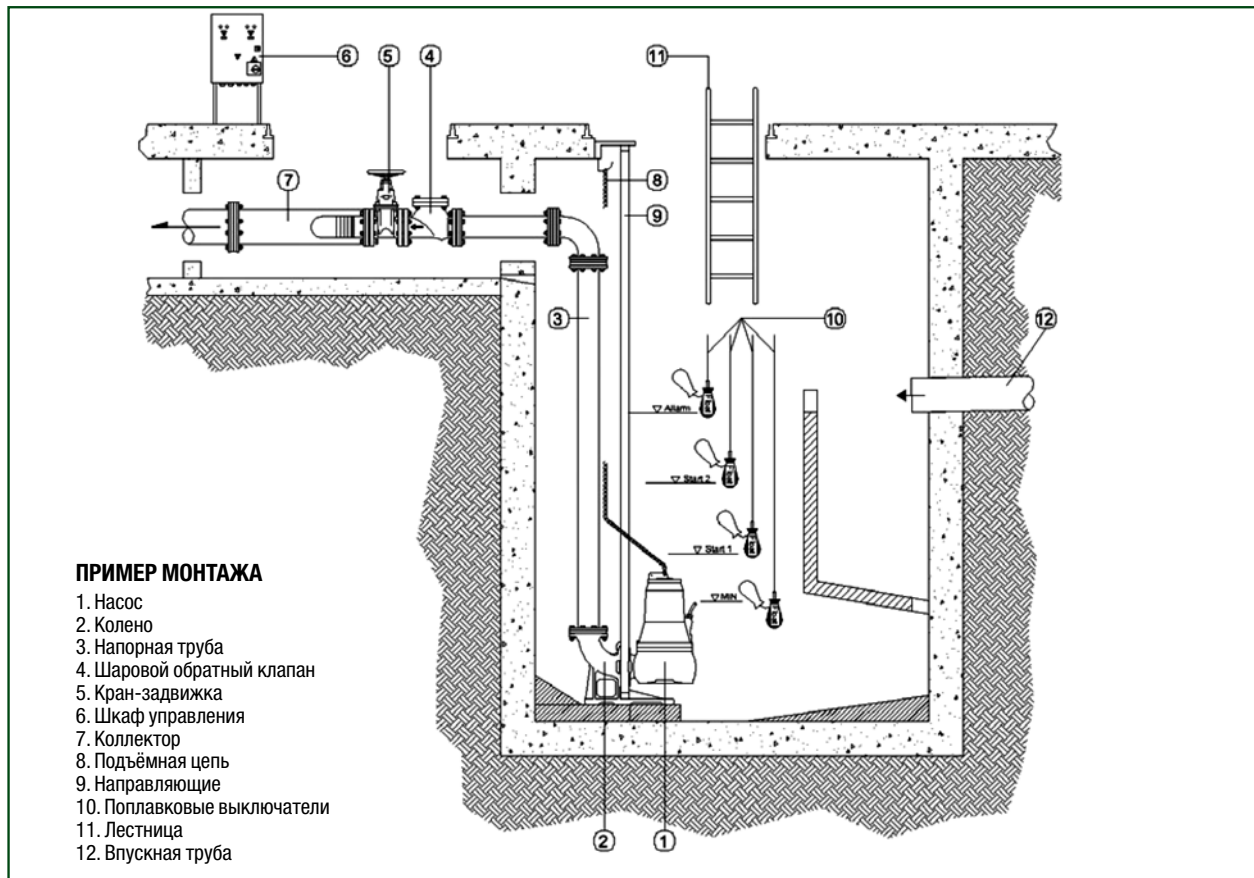 6
5
4
11
7
8
9
3
10
12
▽ Allarm
▽ Start 2
▽ Start 1
▽ MIN
2
1
ПРИМЕР МОНТАЖА
1. Насос
2. Колено
3. Напорная труба
4. Шаровой обратный клапан
5. Кран-задвижка
6. Шкаф управления
7. Коллектор
8. Подъёмная цепь
9. Направляющие
10. Поплавковые выключатели
11. Лестница
12. Впускная труба